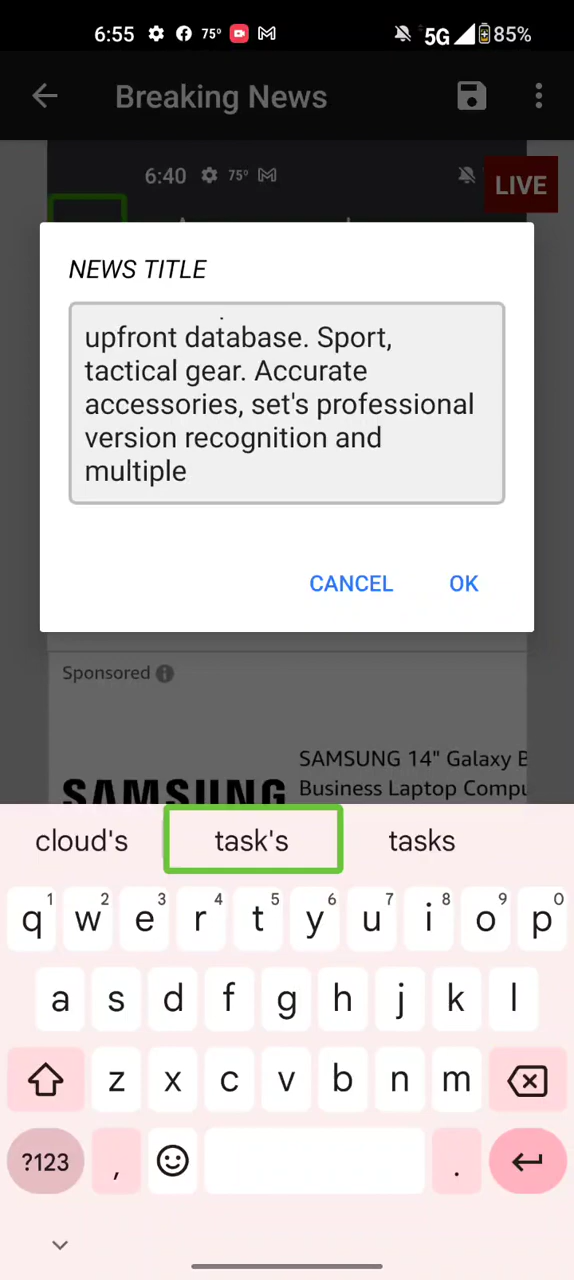 6:55 75° 5G 85%
Breaking News
6:40 75°
LIVE
NEWS TITLE
upfront database. Sport,
tactical gear. Accurate
accessories, set's professional
version recognition and
multiple
CANCEL OK
Sponsored
SAMSUNG 14" Galaxy B
SAMSUNG Business Laptop Compu
cloud's task's tasks
1 2 3 4 5 6 7 8 9 0
q w e r t y u i o p
a s d f g h j k l
z x c v b n m
?123 , .